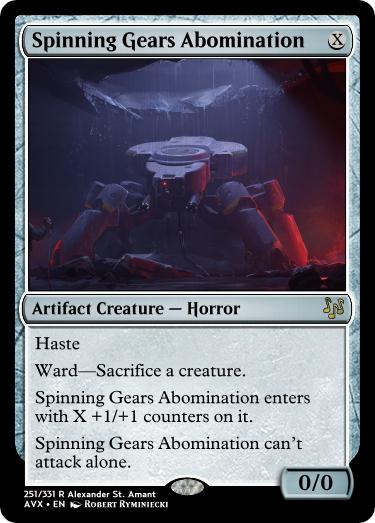 Spinning Gears Abomination X
Artifact Creature — Horror
Haste
Ward—Sacrifice a creature.
Spinning Gears Abomination enters
with X +1/+1 counters on it.
Spinning Gears Abomination can't
attack alone.
0/0
251/331 R Alexander St. Amant
AVX • EN Robert Ryminiecki